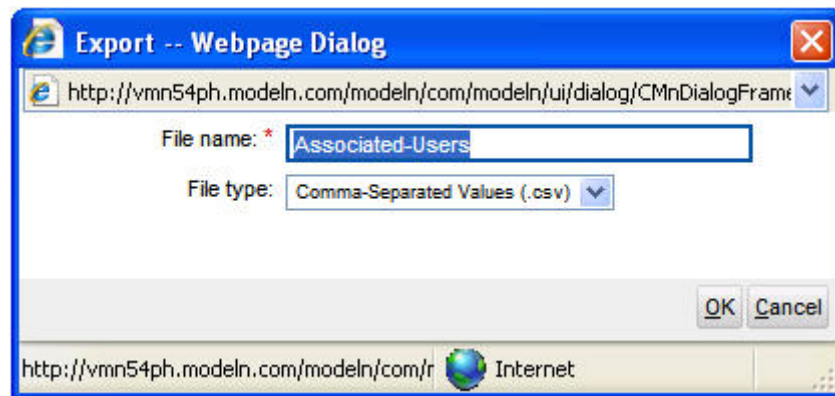 Export -- Webpage Dialog
http://vmn54ph.modeln.com/modeln/com/modeln/ui/dialog/CMnDialogFrame
File name: * Associated-Users
File type: Comma-Separated Values (.csv)
OK Cancel
http://vmn54ph.modeln.com/modeln/com/r Internet